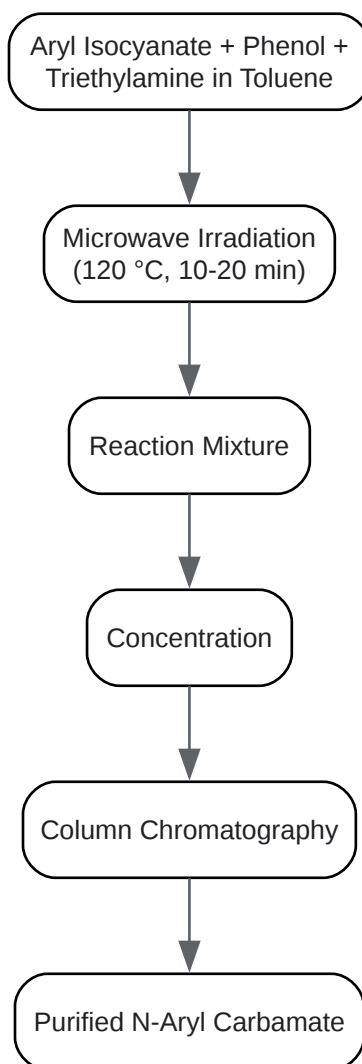 Aryl Isocyanate + Phenol +
Triethylamine in Toluene
Microwave Irradiation
(120 °C, 10-20 min)
Reaction Mixture
Concentration
Column Chromatography
Purified N-Aryl Carbamate